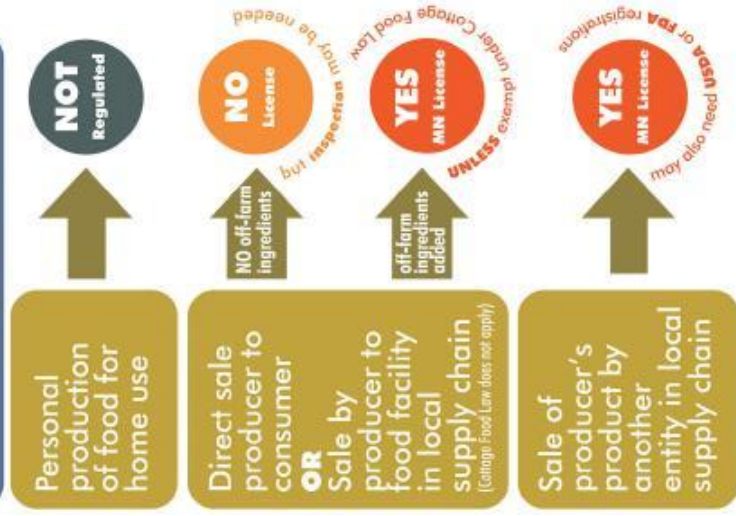 Personal
production
of food for
home use
NOT
Regulated
Direct sale
producer to
consumer
OR
Sale by
producer to
food facility
in local
supply chain
(Cottage Food Law does not apply)
NO off-farm
ingredients
NO
License
but inspection may be needed
off-farm
ingredients
added
YES
MN License
UNLESS exempt under Cottage Food Law
Sale of
producer's
product by
another
entity in local
supply chain
YES
MN License
may also need USDA or FDA registrations